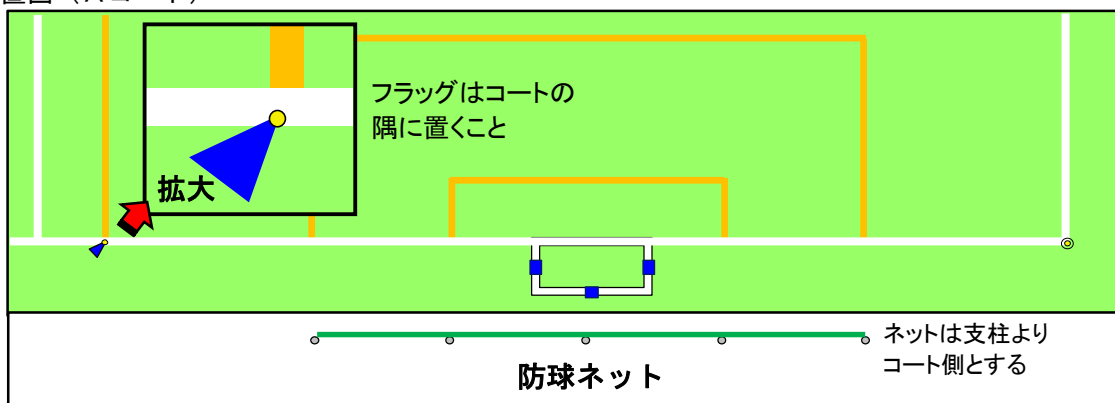 フラッグはコートの
隅に置くこと
拡大
ネットは支柱より
コート側とする
防球ネット